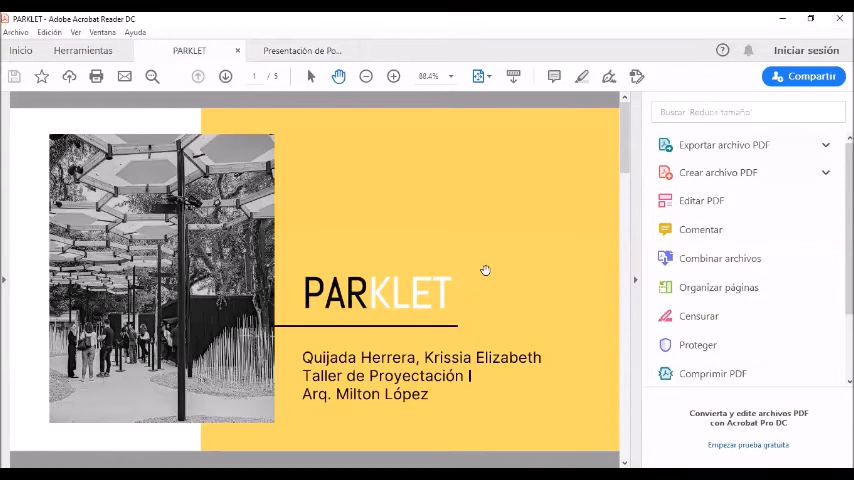 PARKLET - Adobe Acrobat Reader DC
Archivo Edición Ver Ventana Ayuda
Inicio Herramientas PARKLET × Presentación de Po... Iniciar sesión
1 / 5 88.4% Compartir
PARKLET
Quijada Herrera, Krissia Elizabeth
Taller de Proyectación I
Arq. Milton López
Buscar 'Reducir tamaño'
Exportar archivo PDF
Crear archivo PDF
Editar PDF
Comentar
Combinar archivos
Organizar páginas
Censurar
Proteger
Comprimir PDF
Convierta y edite archivos PDF
con Acrobat Pro DC
Empezar prueba gratuita